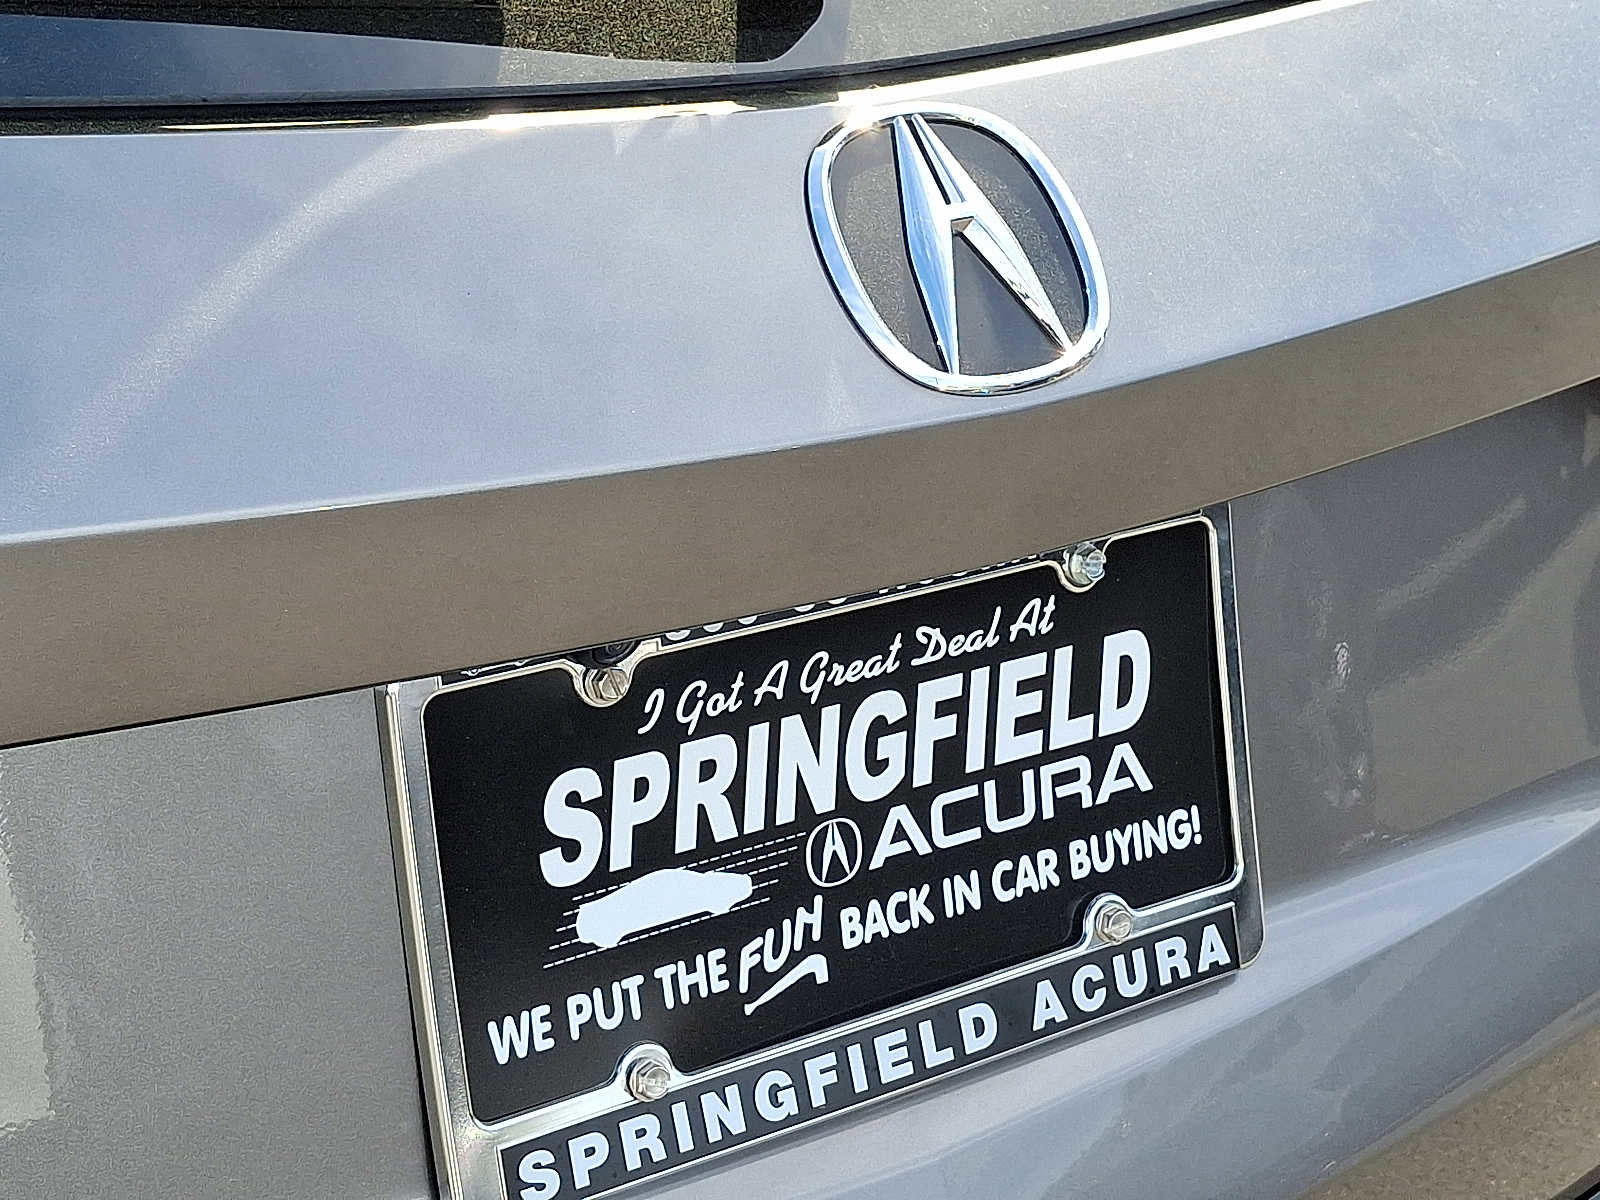 I Got A Great Deal At
SPRINGFIELD
ACURA
WE PUT THE FUN BACK IN CAR BUYING!
SPRINGFIELD ACURA